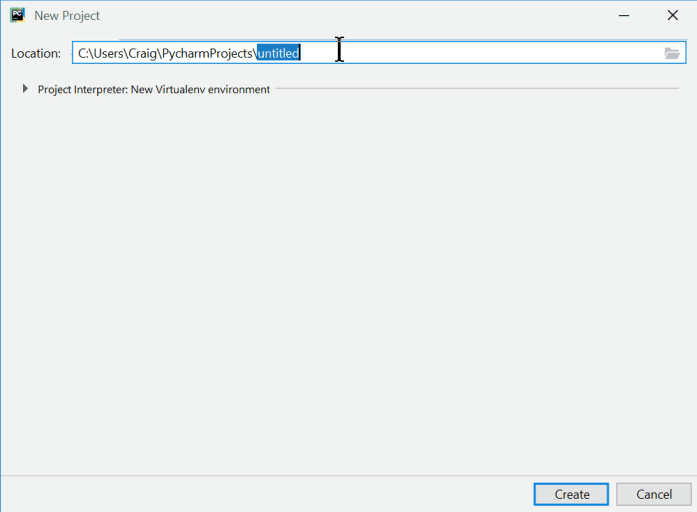 New Project
Location: C:\Users\Craig\PycharmProjects\untitled
Project Interpreter: New Virtualenv environment
Create Cancel